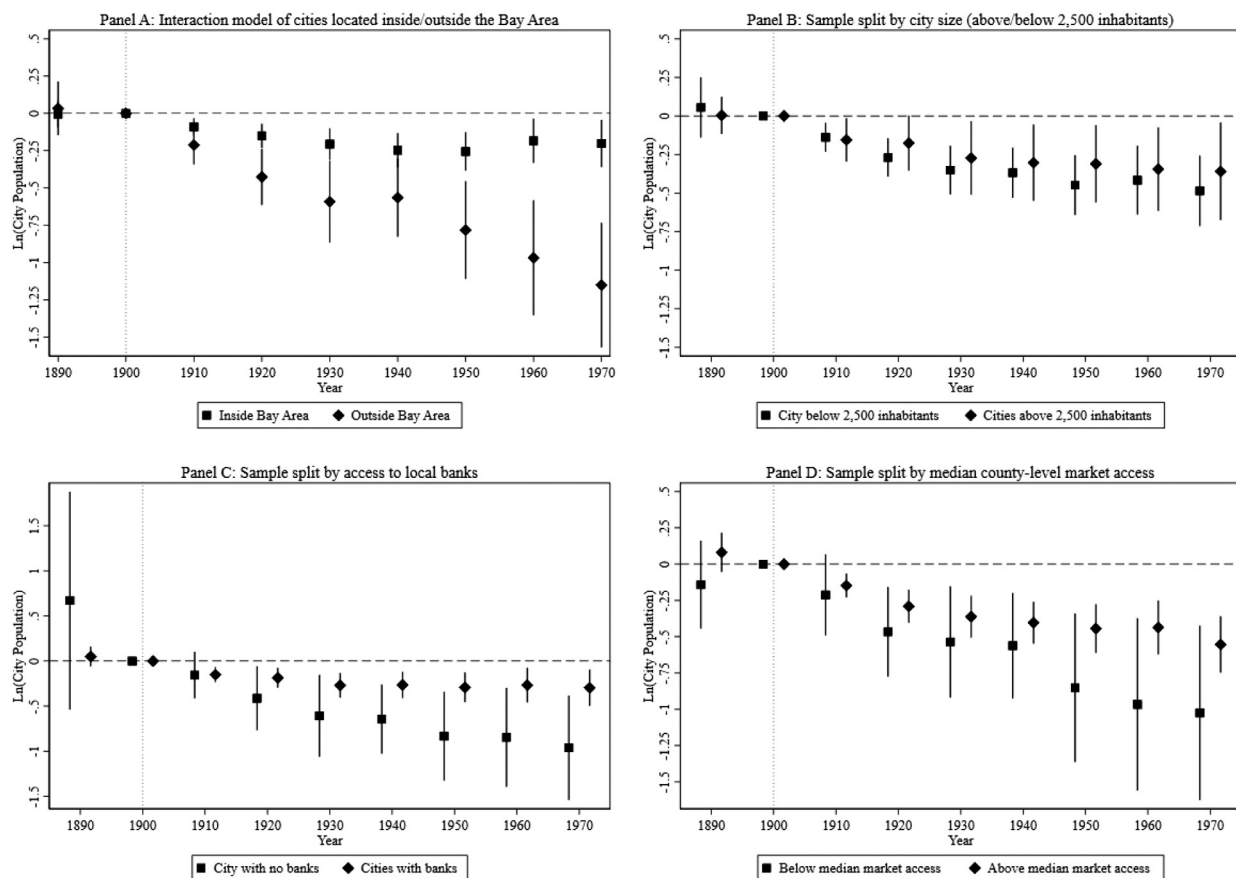 Panel A: Interaction model of cities located inside/outside the Bay Area
Ln(City Population)
.5
.25
0
-.25
-.5
-.75
-1
-1.25
-1.5
1890 1900 1910 1920 1930 1940 1950 1960 1970
Year
Inside Bay Area Outside Bay Area
Panel B: Sample split by city size (above/below 2,500 inhabitants)
Ln(City Population)
.5
.25
0
-.25
-.5
-.75
-1
-1.25
-1.5
1890 1900 1910 1920 1930 1940 1950 1960 1970
Year
City below 2,500 inhabitants Cities above 2,500 inhabitants
Panel C: Sample split by access to local banks
Ln(City Population)
1.5
1
.5
0
-.5
-1
-1.5
1890 1900 1910 1920 1930 1940 1950 1960 1970
Year
City with no banks Cities with banks
Panel D: Sample split by median county-level market access
Ln(City Population)
.5
.25
0
-.25
-.5
-.75
-1
-1.25
-1.5
1890 1900 1910 1920 1930 1940 1950 1960 1970
Year
Below median market access Above median market access